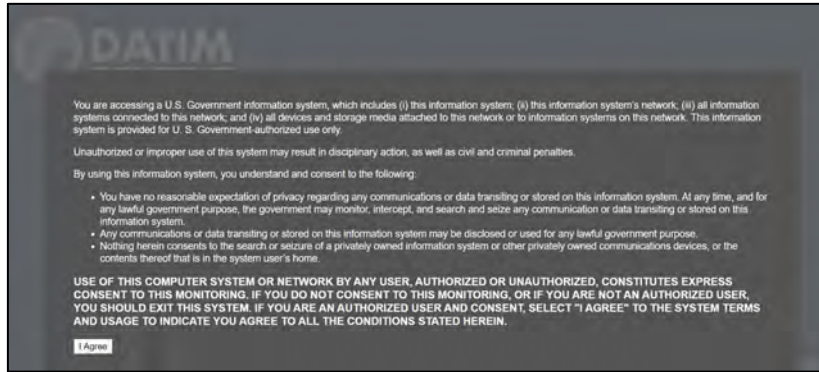 DATIM
You are accessing a U.S. Government information system, which includes (i) this information system; (ii) this information system's network; (iii) all information
systems connected to this network; and (iv) all devices and storage media attached to this network or to information systems on this network. This information
system is provided for U. S. Government-authorized use only.
Unauthorized or improper use of this system may result in disciplinary action, as well as civil and criminal penalties.
By using this information system, you understand and consent to the following:
• You have no reasonable expectation of privacy regarding any communications or data transiting or stored on this information system. At any time, and for
any lawful government purpose, the government may monitor, intercept, and search and seize any communication or data transiting or stored on this
information system.
• Any communications or data transiting or stored on this information system may be disclosed or used for any lawful government purpose.
• Nothing herein consents to the search or seizure of a privately owned information system or other privately owned communications devices, or the
contents thereof that is in the system user's home.
USE OF THIS COMPUTER SYSTEM OR NETWORK BY ANY USER, AUTHORIZED OR UNAUTHORIZED, CONSTITUTES EXPRESS
CONSENT TO THIS MONITORING. IF YOU DO NOT CONSENT TO THIS MONITORING, OR IF YOU ARE NOT AN AUTHORIZED USER,
YOU SHOULD EXIT THIS SYSTEM. IF YOU ARE AN AUTHORIZED USER AND CONSENT, SELECT "I AGREE" TO THE SYSTEM TERMS
AND USAGE TO INDICATE YOU AGREE TO ALL THE CONDITIONS STATED HEREIN.
I Agree